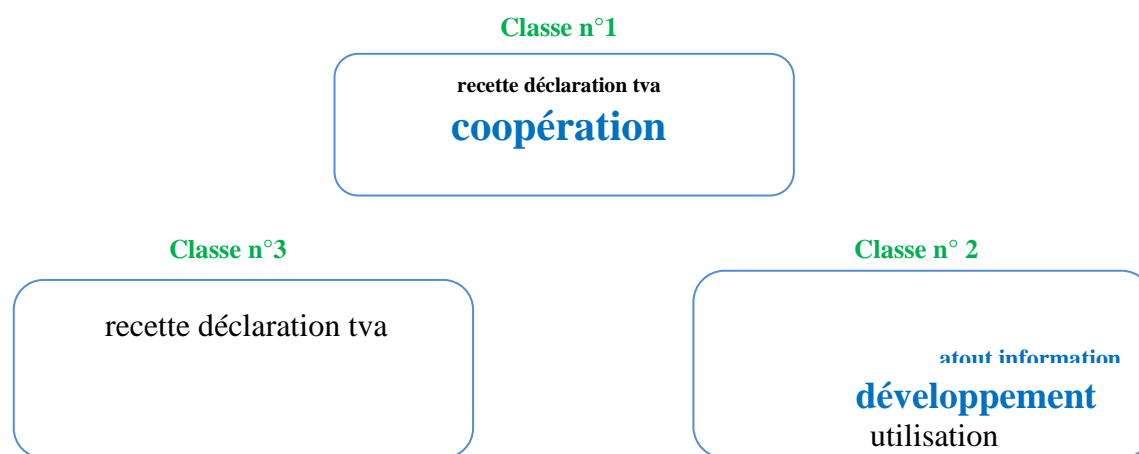 Classe n°1
recette déclaration tva
coopération
Classe n°3
Classe n° 2
recette déclaration tva
atout information
développement
utilisation